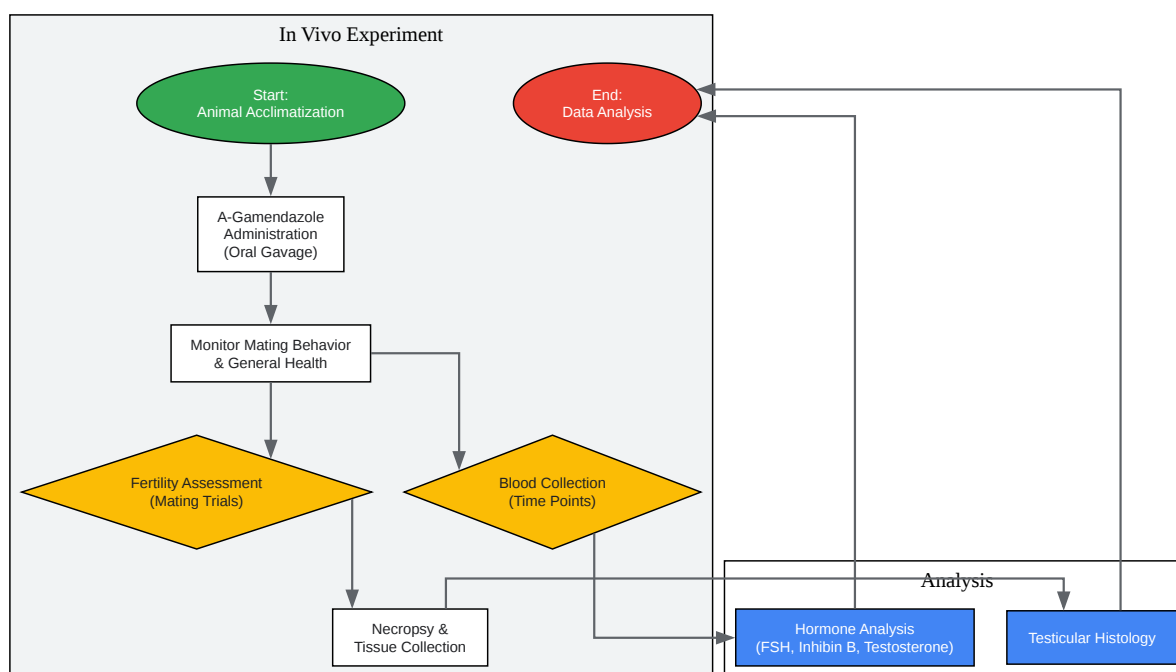 In Vivo Experiment
Start:
Animal Acclimatization
End:
Data Analysis
A-Gamendazole
Administration
(Oral Gavage)
Monitor Mating Behavior
& General Health
Fertility Assessment
(Mating Trials)
Blood Collection
(Time Points)
Necropsy &
Tissue Collection
Analysis
Hormone Analysis
(FSH, Inhibin B, Testosterone)
Testicular Histology